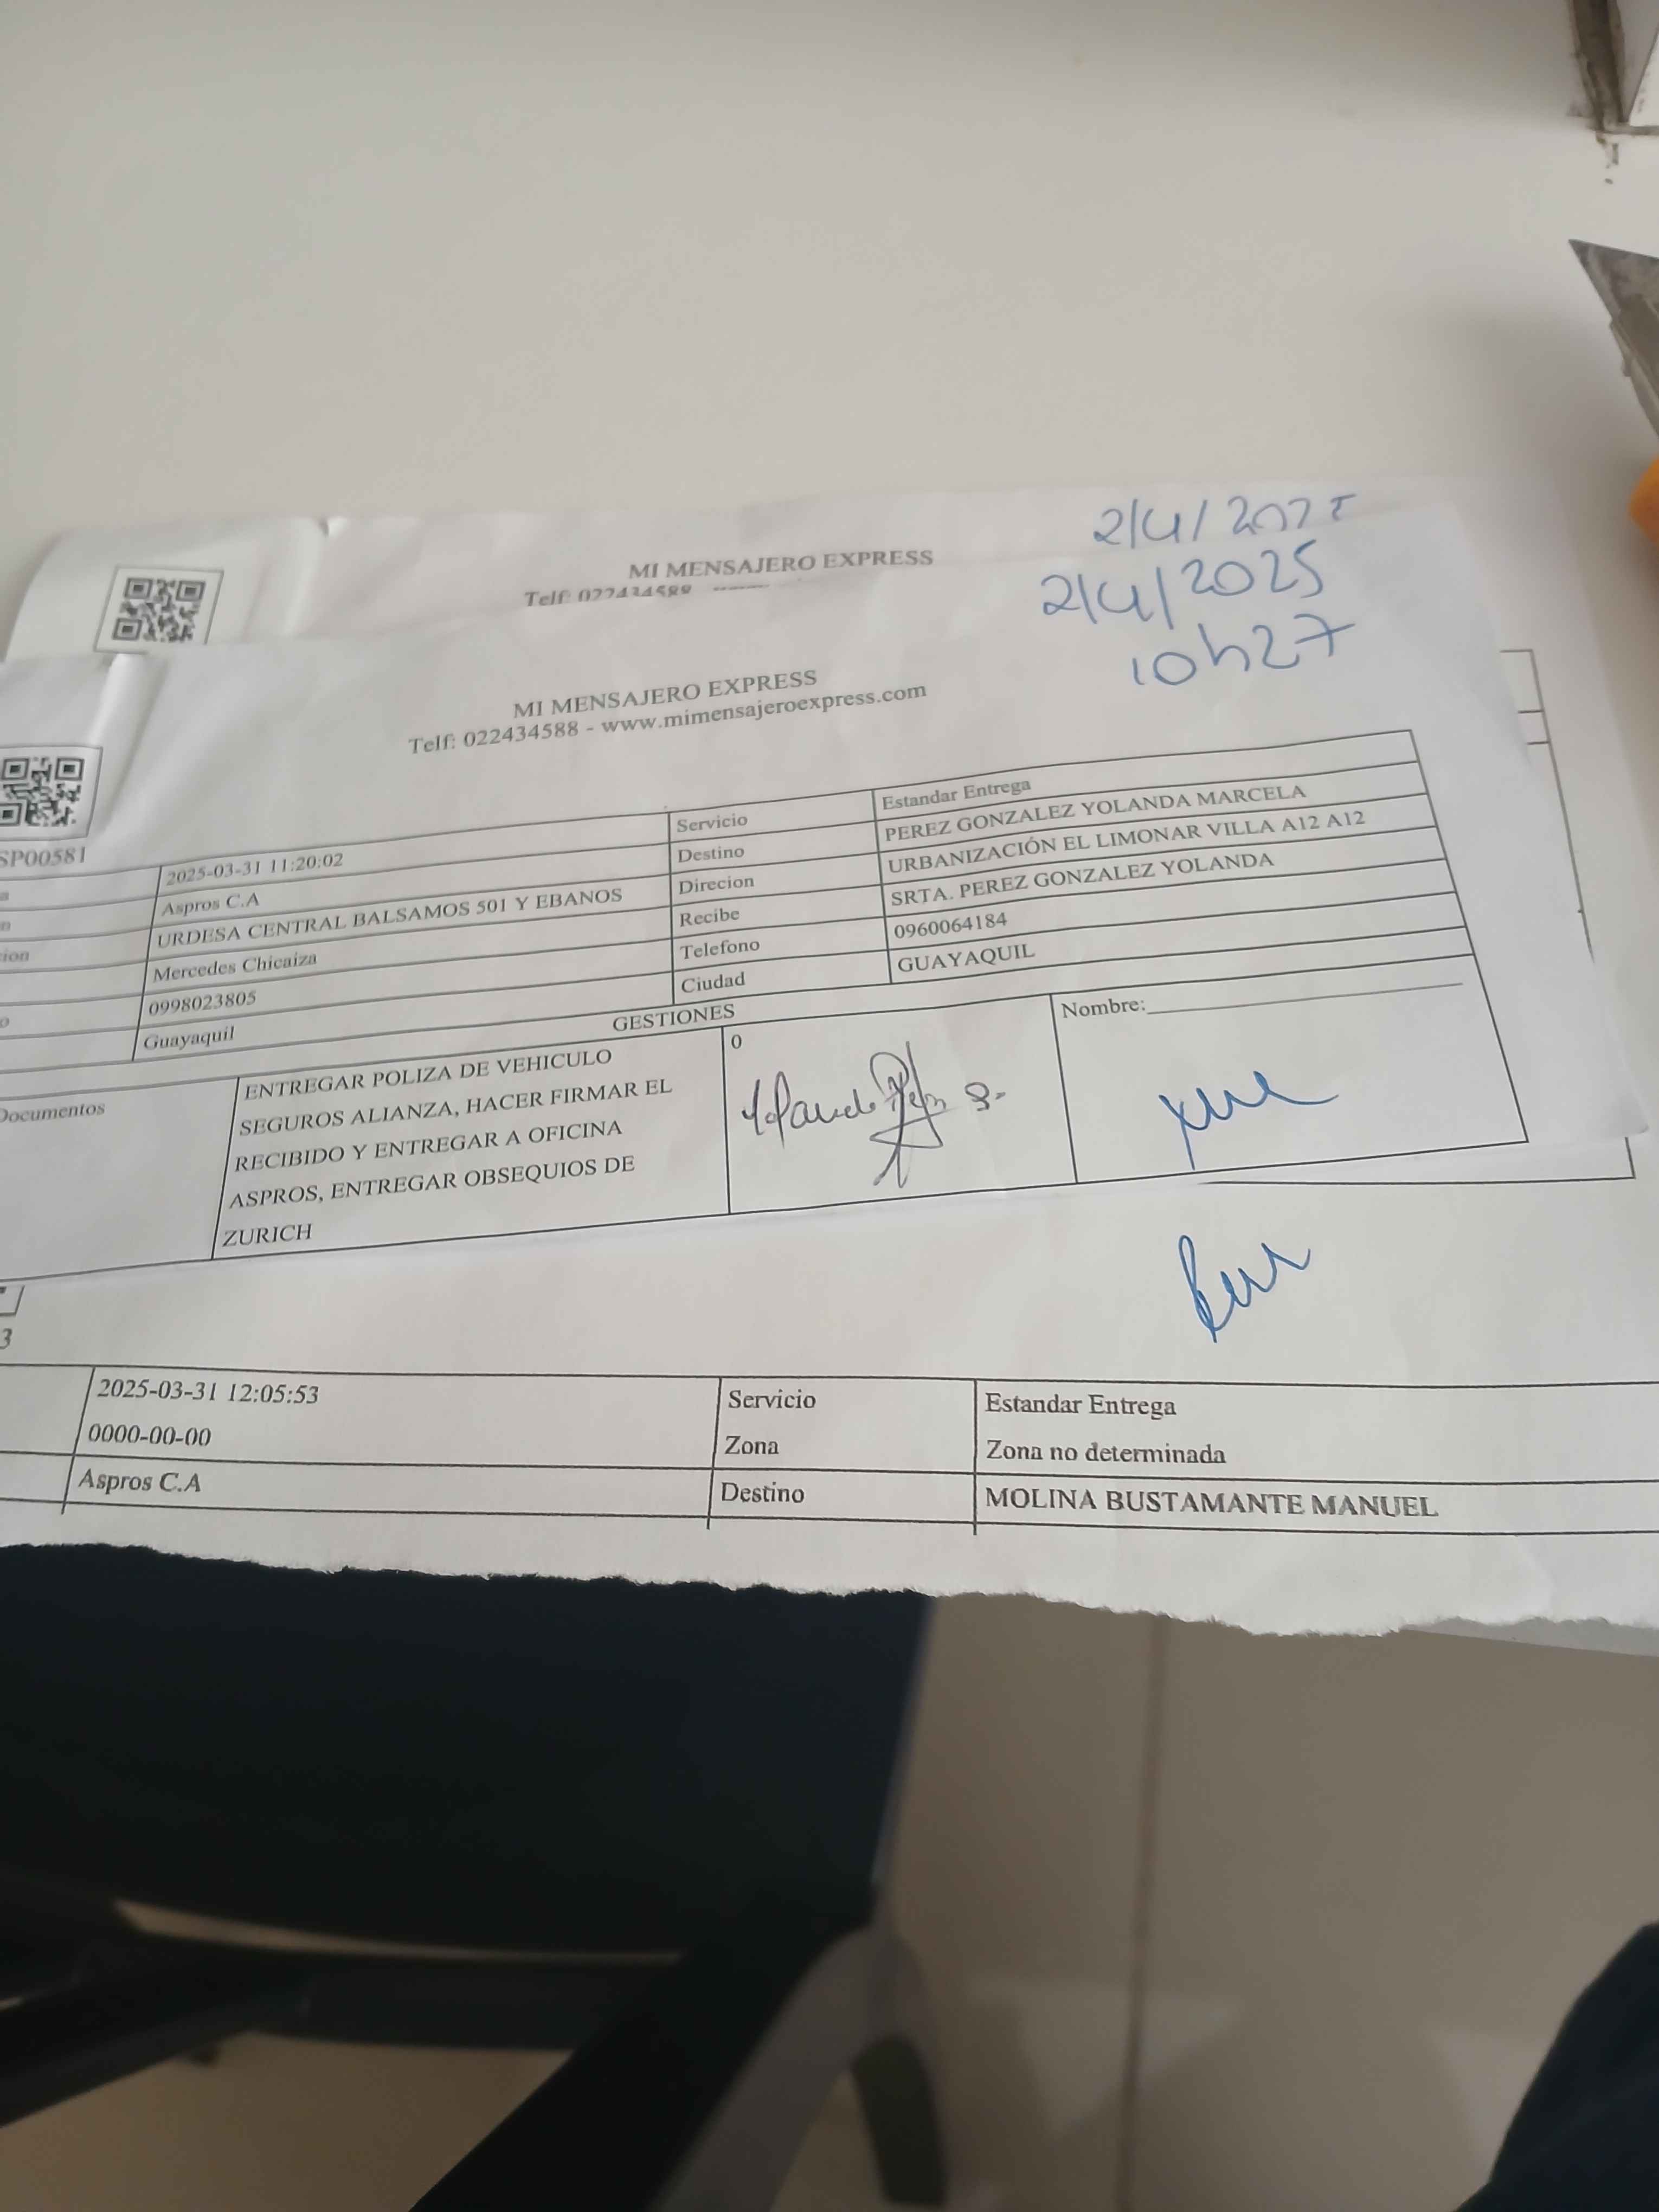 MI MENSAJERO EXPRESS
Telf: 022434588
2/4/2025
MI MENSAJERO EXPRESS
Telf: 022434588 - www.mimensajeroexpress.com
2/4/2025
10h27
SP00581
2025-03-31 11:20:02 Servicio Estandar Entrega
Aspros C.A Destino PEREZ GONZALEZ YOLANDA MARCELA
URDESA CENTRAL BALSAMOS 501 Y EBANOS Direcion URBANIZACIÓN EL LIMONAR VILLA A12 A12
Mercedes Chicaiza Recibe SRTA. PEREZ GONZALEZ YOLANDA
0998023805 Telefono 0960064184
Guayaquil Ciudad GUAYAQUIL
GESTIONES
Documentos
ENTREGAR POLIZA DE VEHICULO
SEGUROS ALIANZA, HACER FIRMAR EL
RECIBIDO Y ENTREGAR A OFICINA
ASPROS, ENTREGAR OBSEQUIOS DE
ZURICH
0
Nombre:
3
2025-03-31 12:05:53 Servicio Estandar Entrega
0000-00-00 Zona Zona no determinada
Aspros C.A Destino MOLINA BUSTAMANTE MANUEL